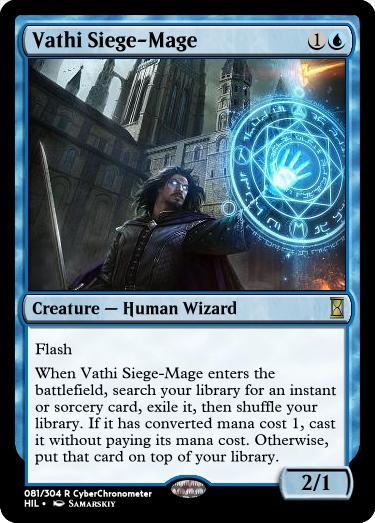 Vathi Siege-Mage
1
Creature — Human Wizard
Flash
When Vathi Siege-Mage enters the
battlefield, search your library for an instant
or sorcery card, exile it, then shuffle your
library. If it has converted mana cost 1, cast
it without paying its mana cost. Otherwise,
put that card on top of your library.
2/1
081/304 R CyberChronometer
HIL • Samarskiy